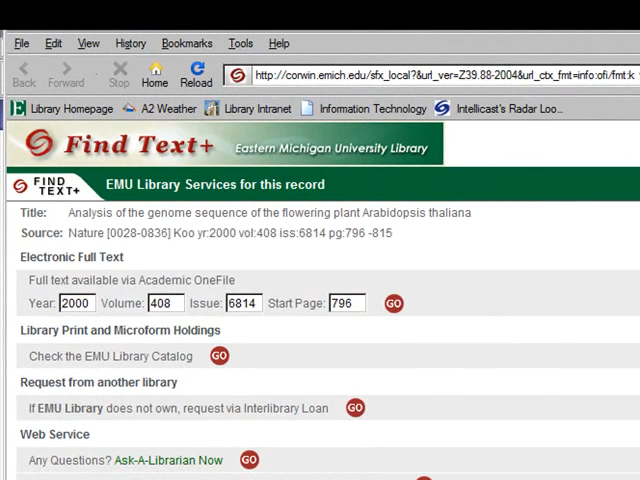 File Edit View History Bookmarks Tools Help
Back Forward Stop Home Reload http://corwin.emich.edu/sfx_local?&url_ver=Z39.88-2004&url_ctx_fmt=info:ofi/fmt:k
E Library Homepage A2 Weather Library Intranet Information Technology Intellicast's Radar Loo...
Find Text+ Eastern Michigan University Library
FIND TEXT+ EMU Library Services for this record
Title: Analysis of the genome sequence of the flowering plant Arabidopsis thaliana
Source: Nature [0028-0836] Koo yr:2000 vol:408 iss:6814 pg:796 -815
Electronic Full Text
Full text available via Academic OneFile
Year: 2000 Volume: 408 Issue: 6814 Start Page: 796 GO
Library Print and Microform Holdings
Check the EMU Library Catalog GO
Request from another library
If EMU Library does not own, request via Interlibrary Loan GO
Web Service
Any Questions? Ask-A-Librarian Now GO